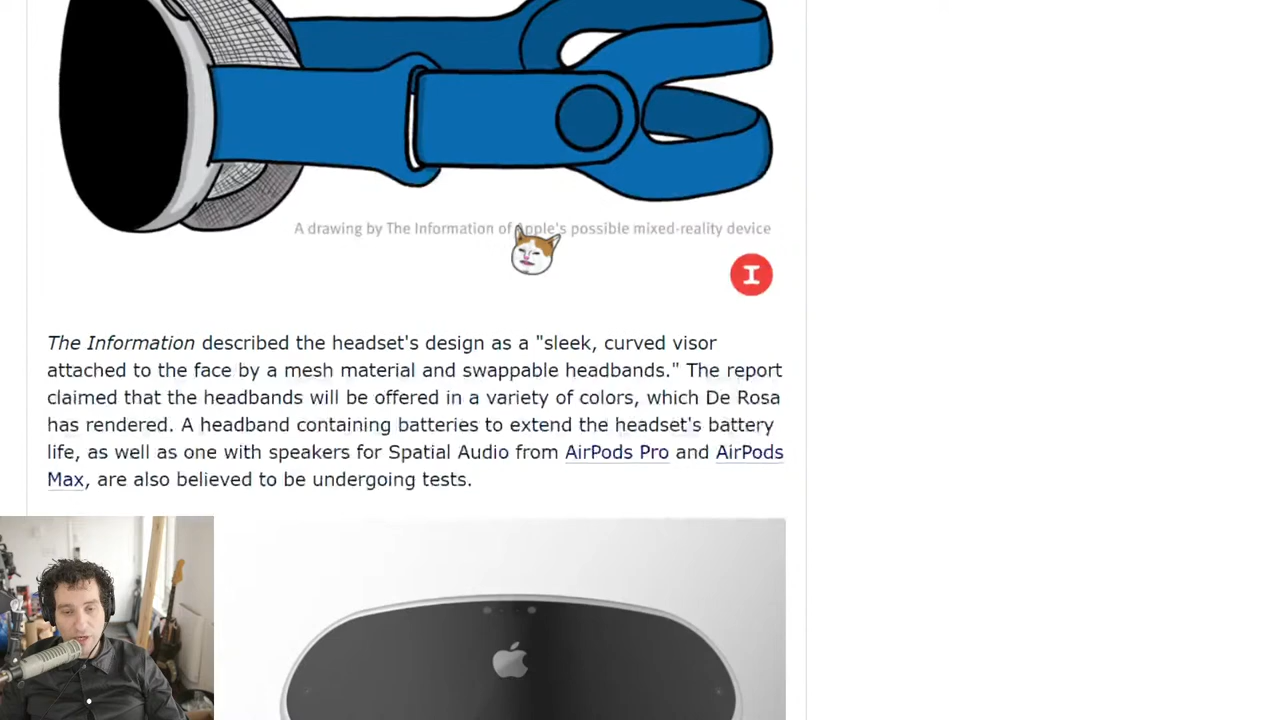 A drawing by The Information of Apple's possible mixed-reality device
I
The Information described the headset's design as a "sleek, curved visor
attached to the face by a mesh material and swappable headbands." The report
claimed that the headbands will be offered in a variety of colors, which De Rosa
has rendered. A headband containing batteries to extend the headset's battery
life, as well as one with speakers for Spatial Audio from AirPods Pro and AirPods
Max, are also believed to be undergoing tests.